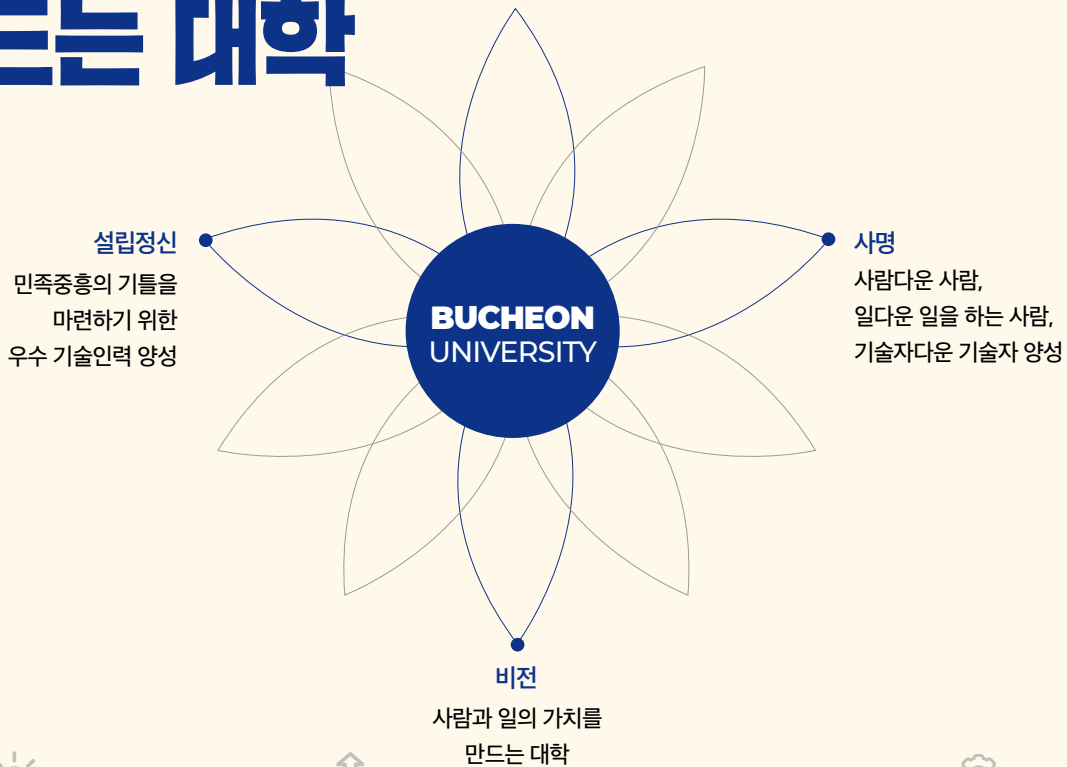 드는 대학
설립정신
민족중흥의 기틀을
마련하기 위한
우수 기술인력 양성
BUCHEON
UNIVERSITY
사명
사람다운 사람,
일다운 일을 하는 사람,
기술자다운 기술자 양성
비전
사람과 일의 가치를
만드는 대학